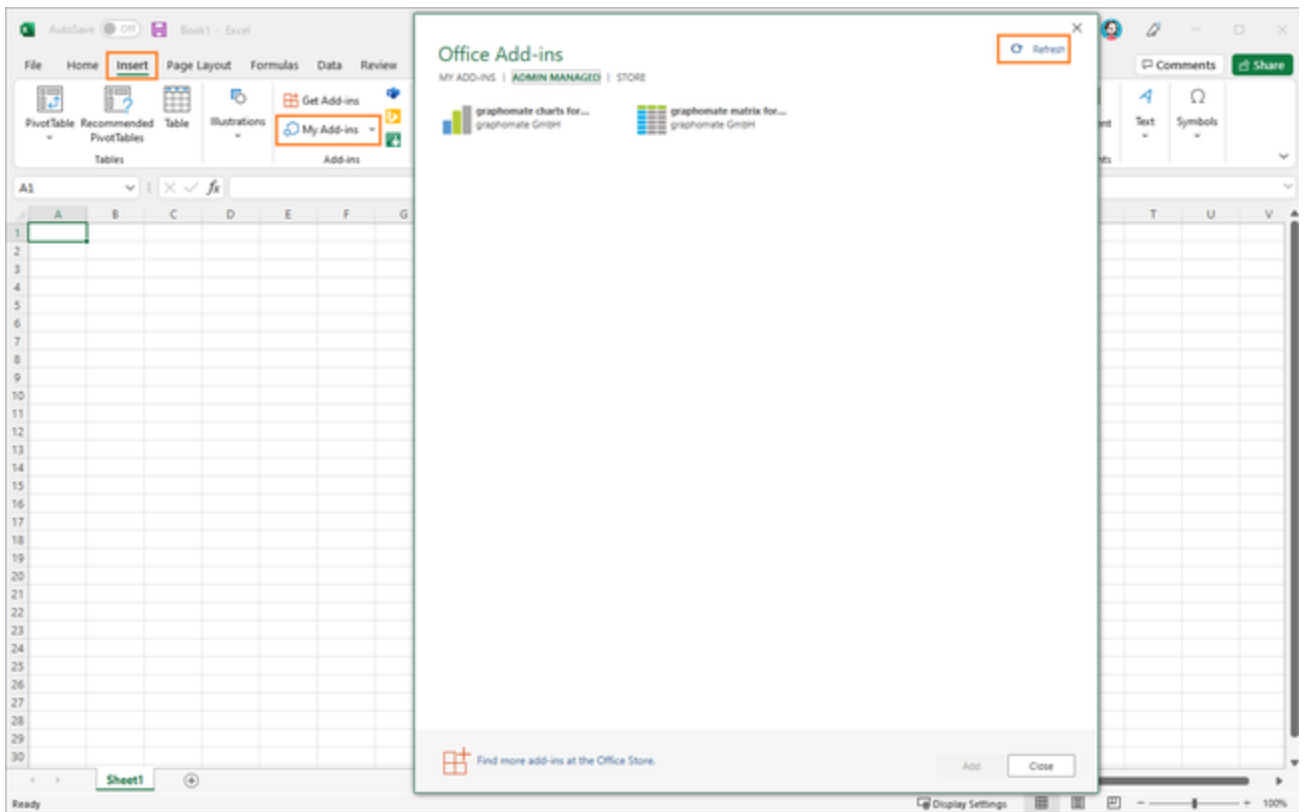 AutoSave Off Book1 - Excel
File Home Insert Page Layout Formulas Data Review
Comments Share
PivotTable Recommended PivotTables Table Illustrations
Get Add-ins
My Add-ins
Text Symbols
Tables Add-ins
A1 fx
A B C D E F G T U V
1
2
3
4
5
6
7
8
9
10
11
12
13
14
15
16
17
18
19
20
21
22
23
24
25
26
27
28
29
30
Sheet1
Ready Display Settings 100%
Office Add-ins
Refresh
MY ADD-INS | ADMIN MANAGED | STORE
graphomate charts for...
graphomate GmbH
graphomate matrix for...
graphomate GmbH
Find more add-ins at the Office Store.
Add Close